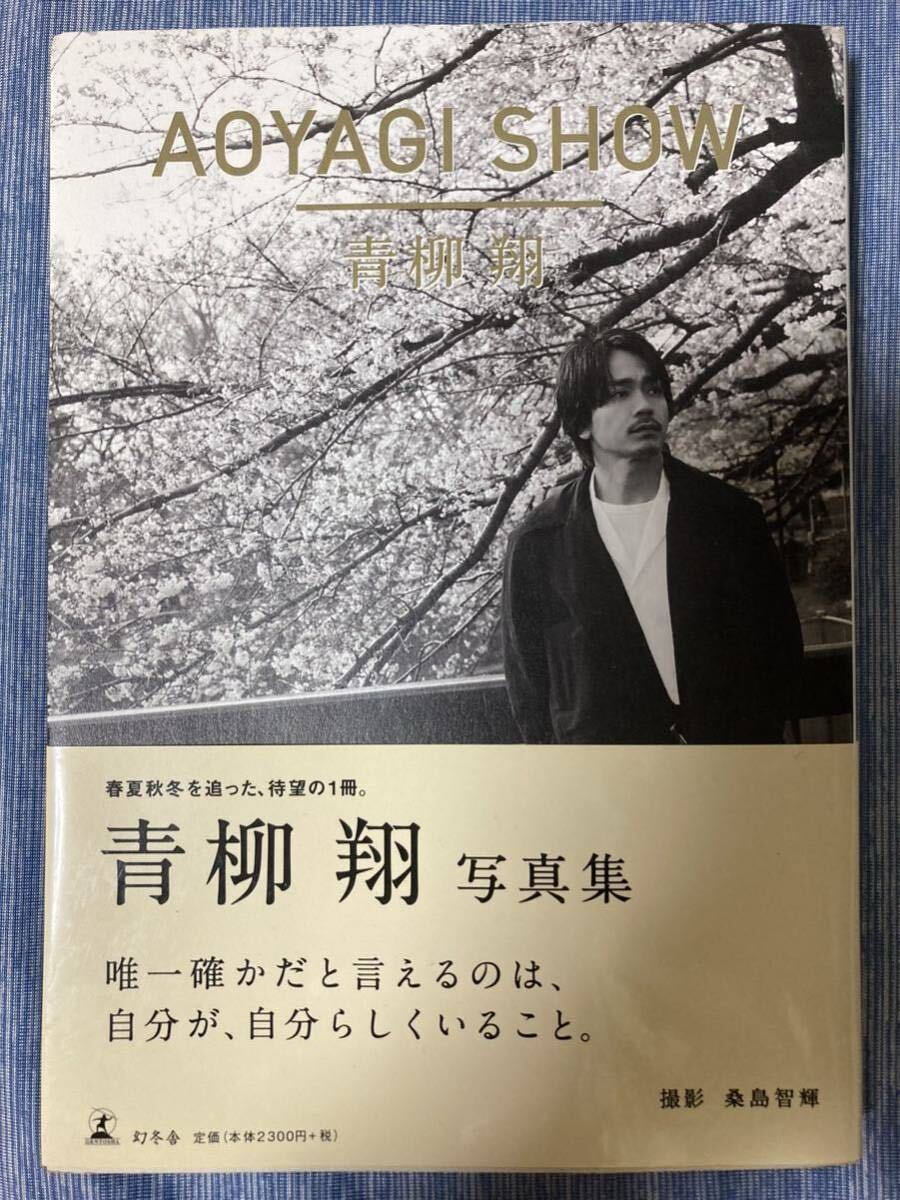 AOYAGI SHOW
青柳 翔
春夏秋冬を追った、待望の1冊。
青柳 翔 写真集
唯一確かだと言えるのは、
自分が、自分らしくいること。
撮影 桑島智輝
GENTOSHA
幻冬舎 定価(本体2300円+税)